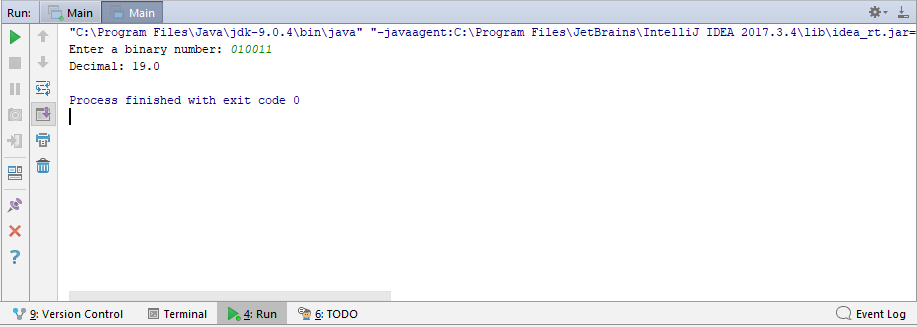 Run: Main Main
"C:\Program Files\Java\jdk-9.0.4\bin\java" "-javaagent:C:\Program Files\JetBrains\IntelliJ IDEA 2017.3.4\lib\idea_rt.jar=
Enter a binary number: 010011
Decimal: 19.0
Process finished with exit code 0
9: Version Control Terminal 4: Run 6: TODO Event Log